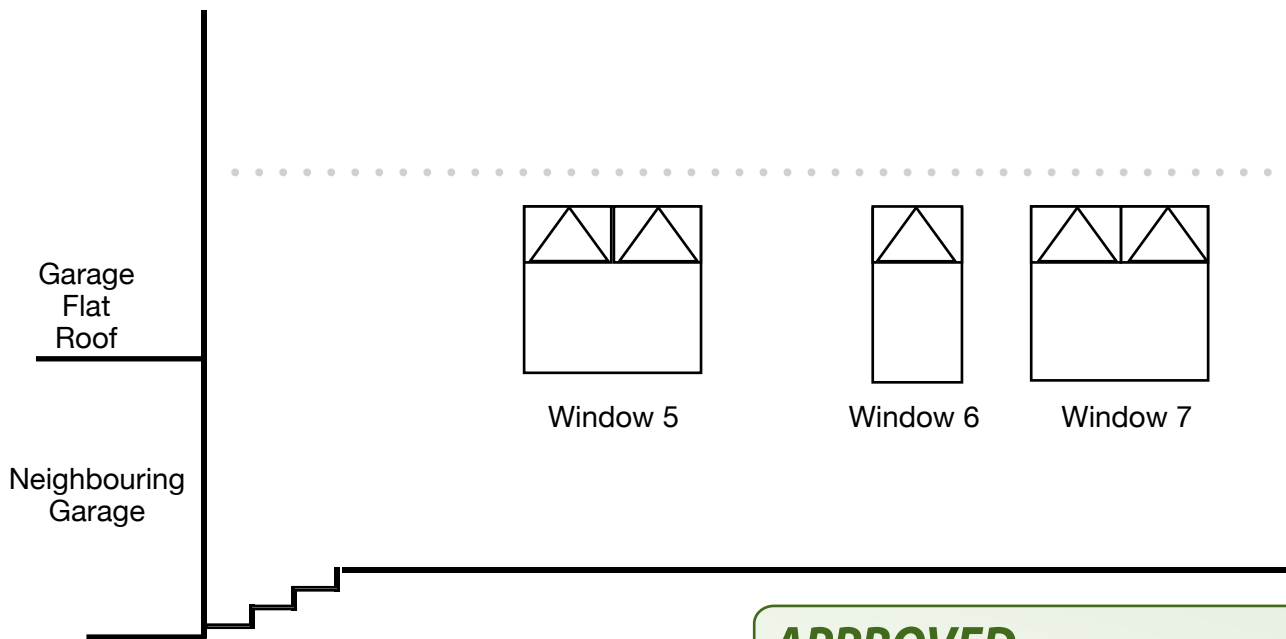 Garage
Flat
Roof
Window 5
Window 6
Window 7
Neighbouring
Garage
APPROVED